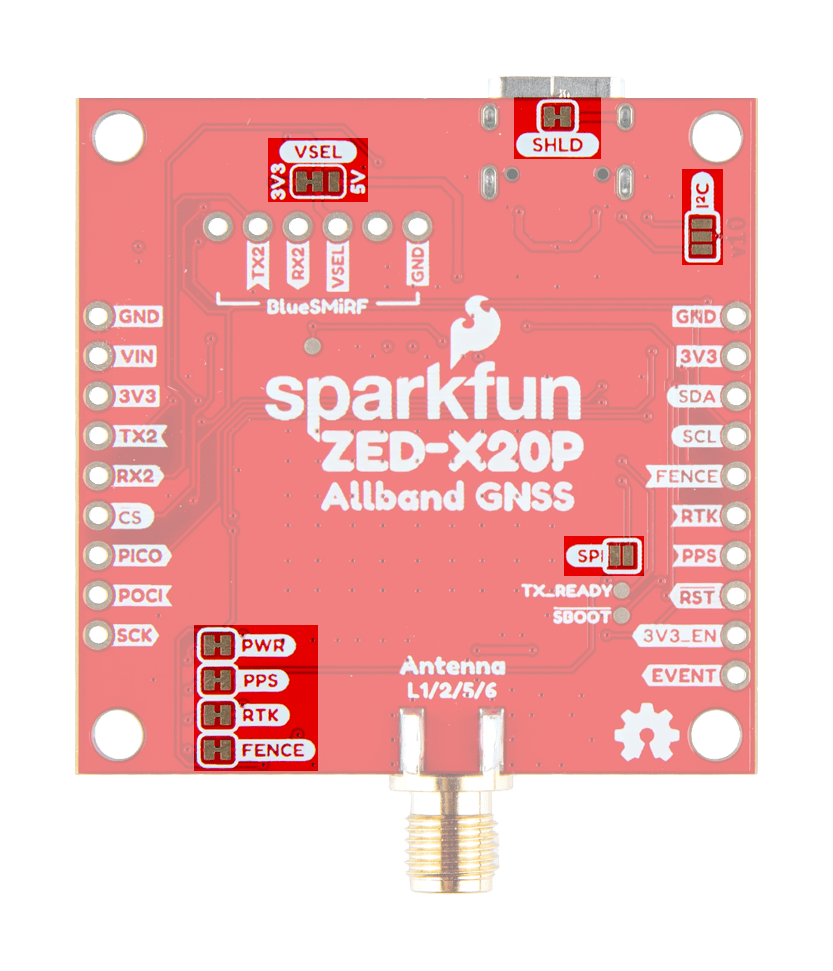 SHLD
VSEL
3V3
5V
I²C
v10
TX2
RX2
VSEL
GND
BlueSMiRF
GND
VIN
3V3
TX2
RX2
CS
PICO
POCI
SCK
GND
3V3
SDA
SCL
FENCE
RTK
PPS
RST
3V3_EN
EVENT
sparkfun
ZED-X20P
Allband GNSS
SPI
TX_READY
SBOOT
PWR
PPS
RTK
FENCE
Antenna
L1/2/5/6